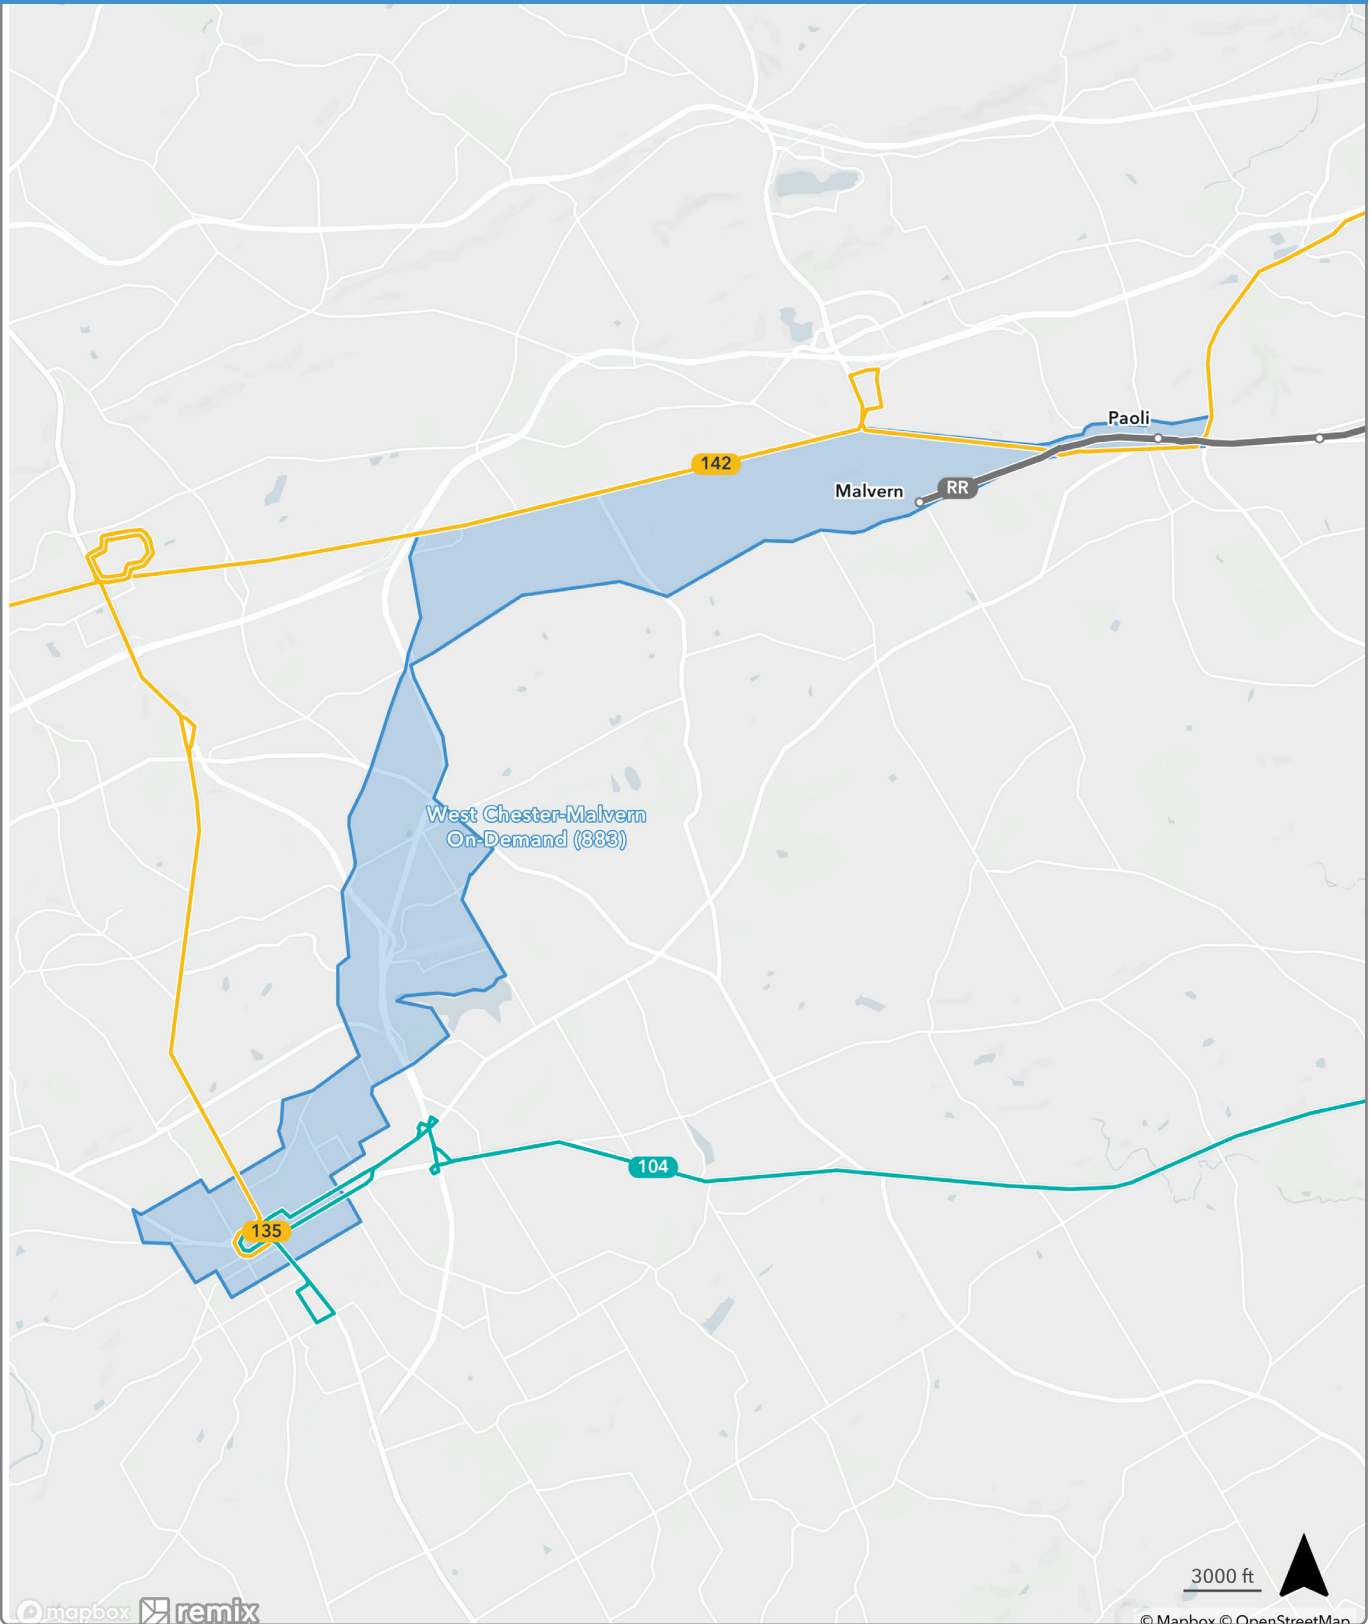 Paoli
142
Malvern
RR
West Chester-Malvern
On-Demand (883)
104
135
3000 ft
mapbox
remix
© Mapbox © OpenStreetMap